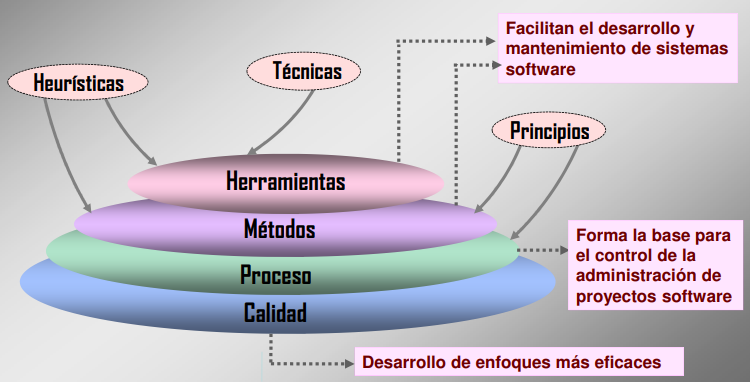 Facilitan el desarrollo y
mantenimiento de sistemas
software
Técnicas
Heurísticas
Principios
Herramientas
Métodos
Forma la base para
el control de la
administración de
proyectos software
Proceso
Calidad
Desarrollo de enfoques más eficaces